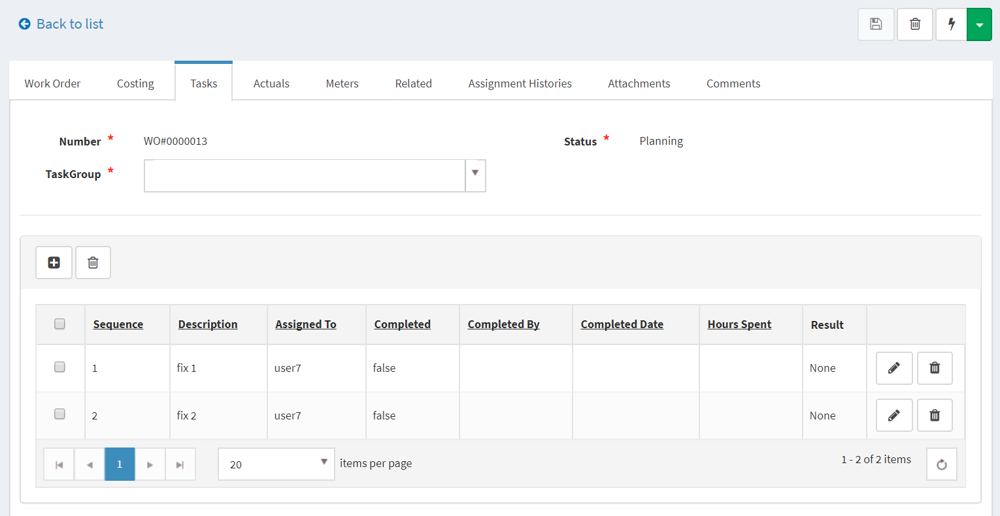 Back to list
Work Order Costing Tasks Actuals Meters Related Assignment Histories Attachments Comments
Number * WO#0000013 Status * Planning
TaskGroup *
Sequence Description Assigned To Completed Completed By Completed Date Hours Spent Result
1 fix 1 user7 false None
2 fix 2 user7 false None
1 20 items per page 1 - 2 of 2 items